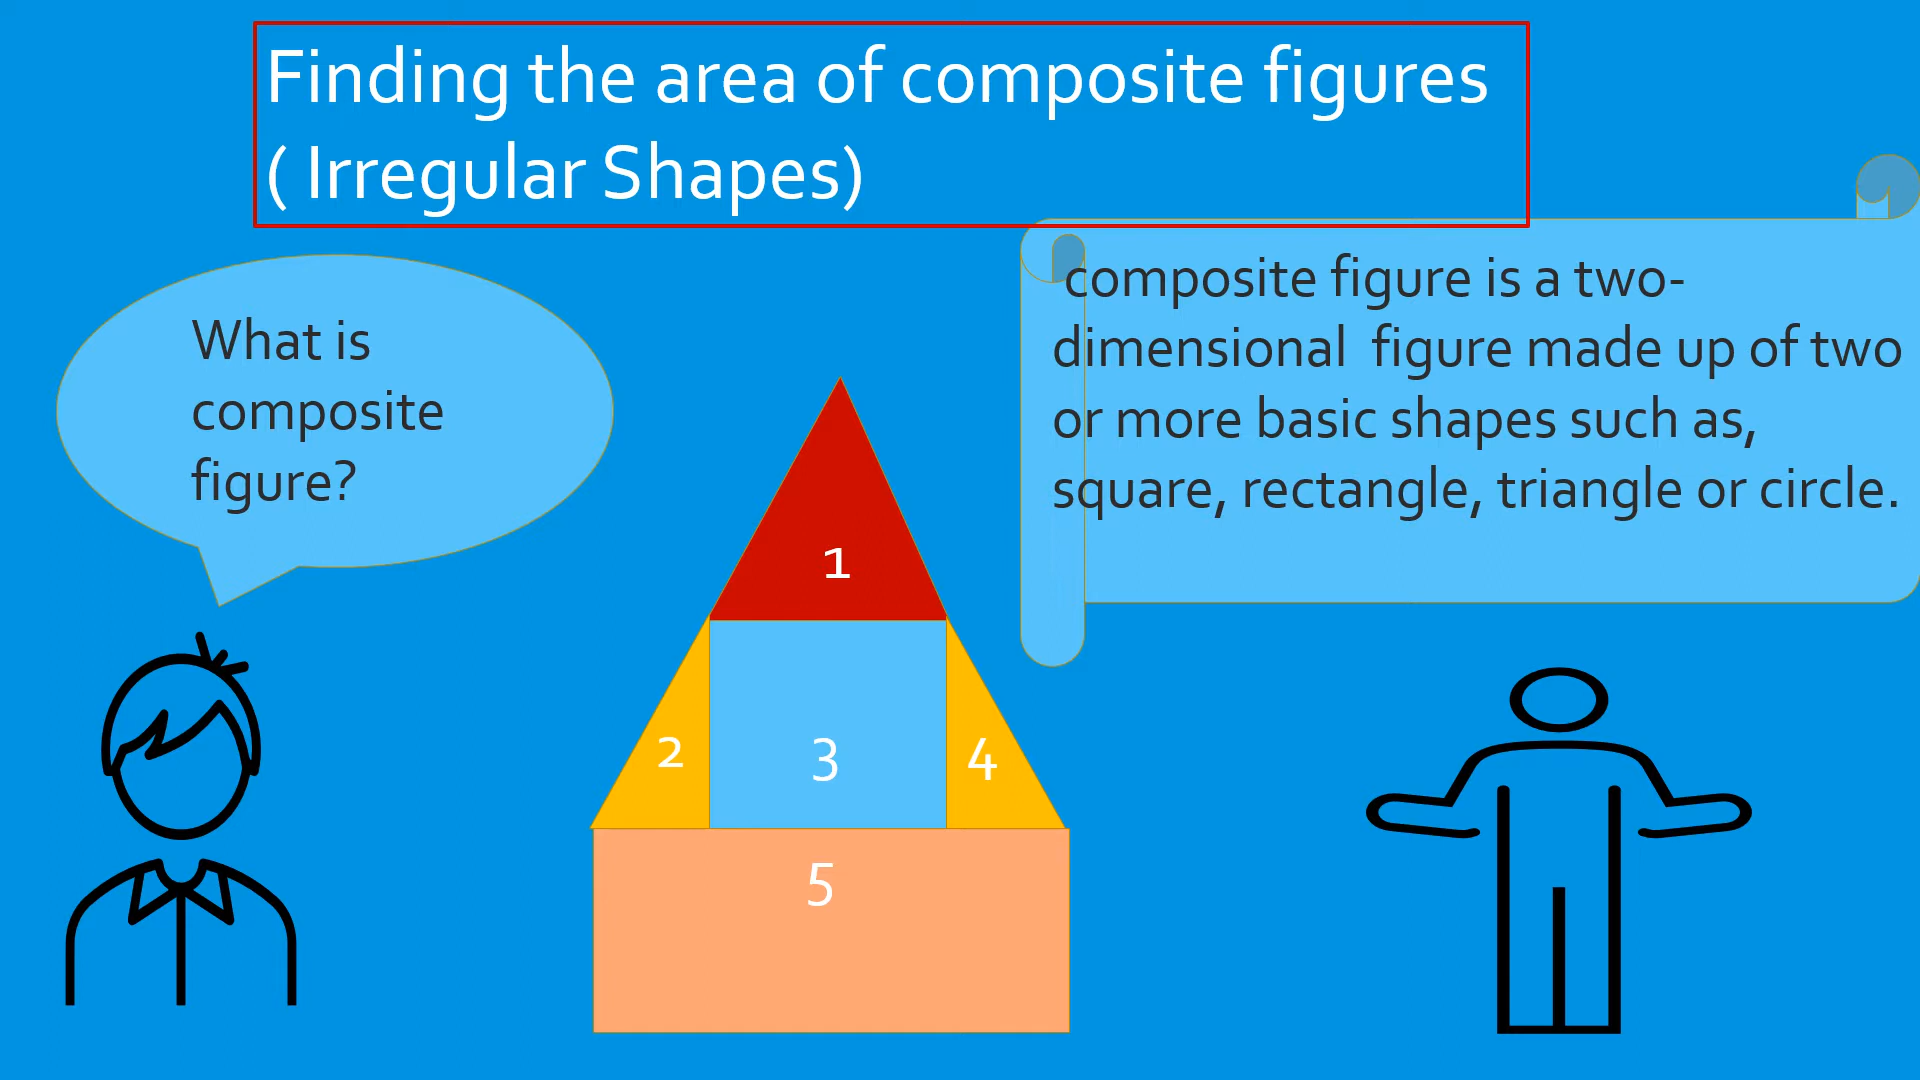 Finding the area of composite figures
( Irregular Shapes)
What is
composite
figure?
composite figure is a two-
dimensional figure made up of two
or more basic shapes such as,
square, rectangle, triangle or circle.
1
2
3
4
5